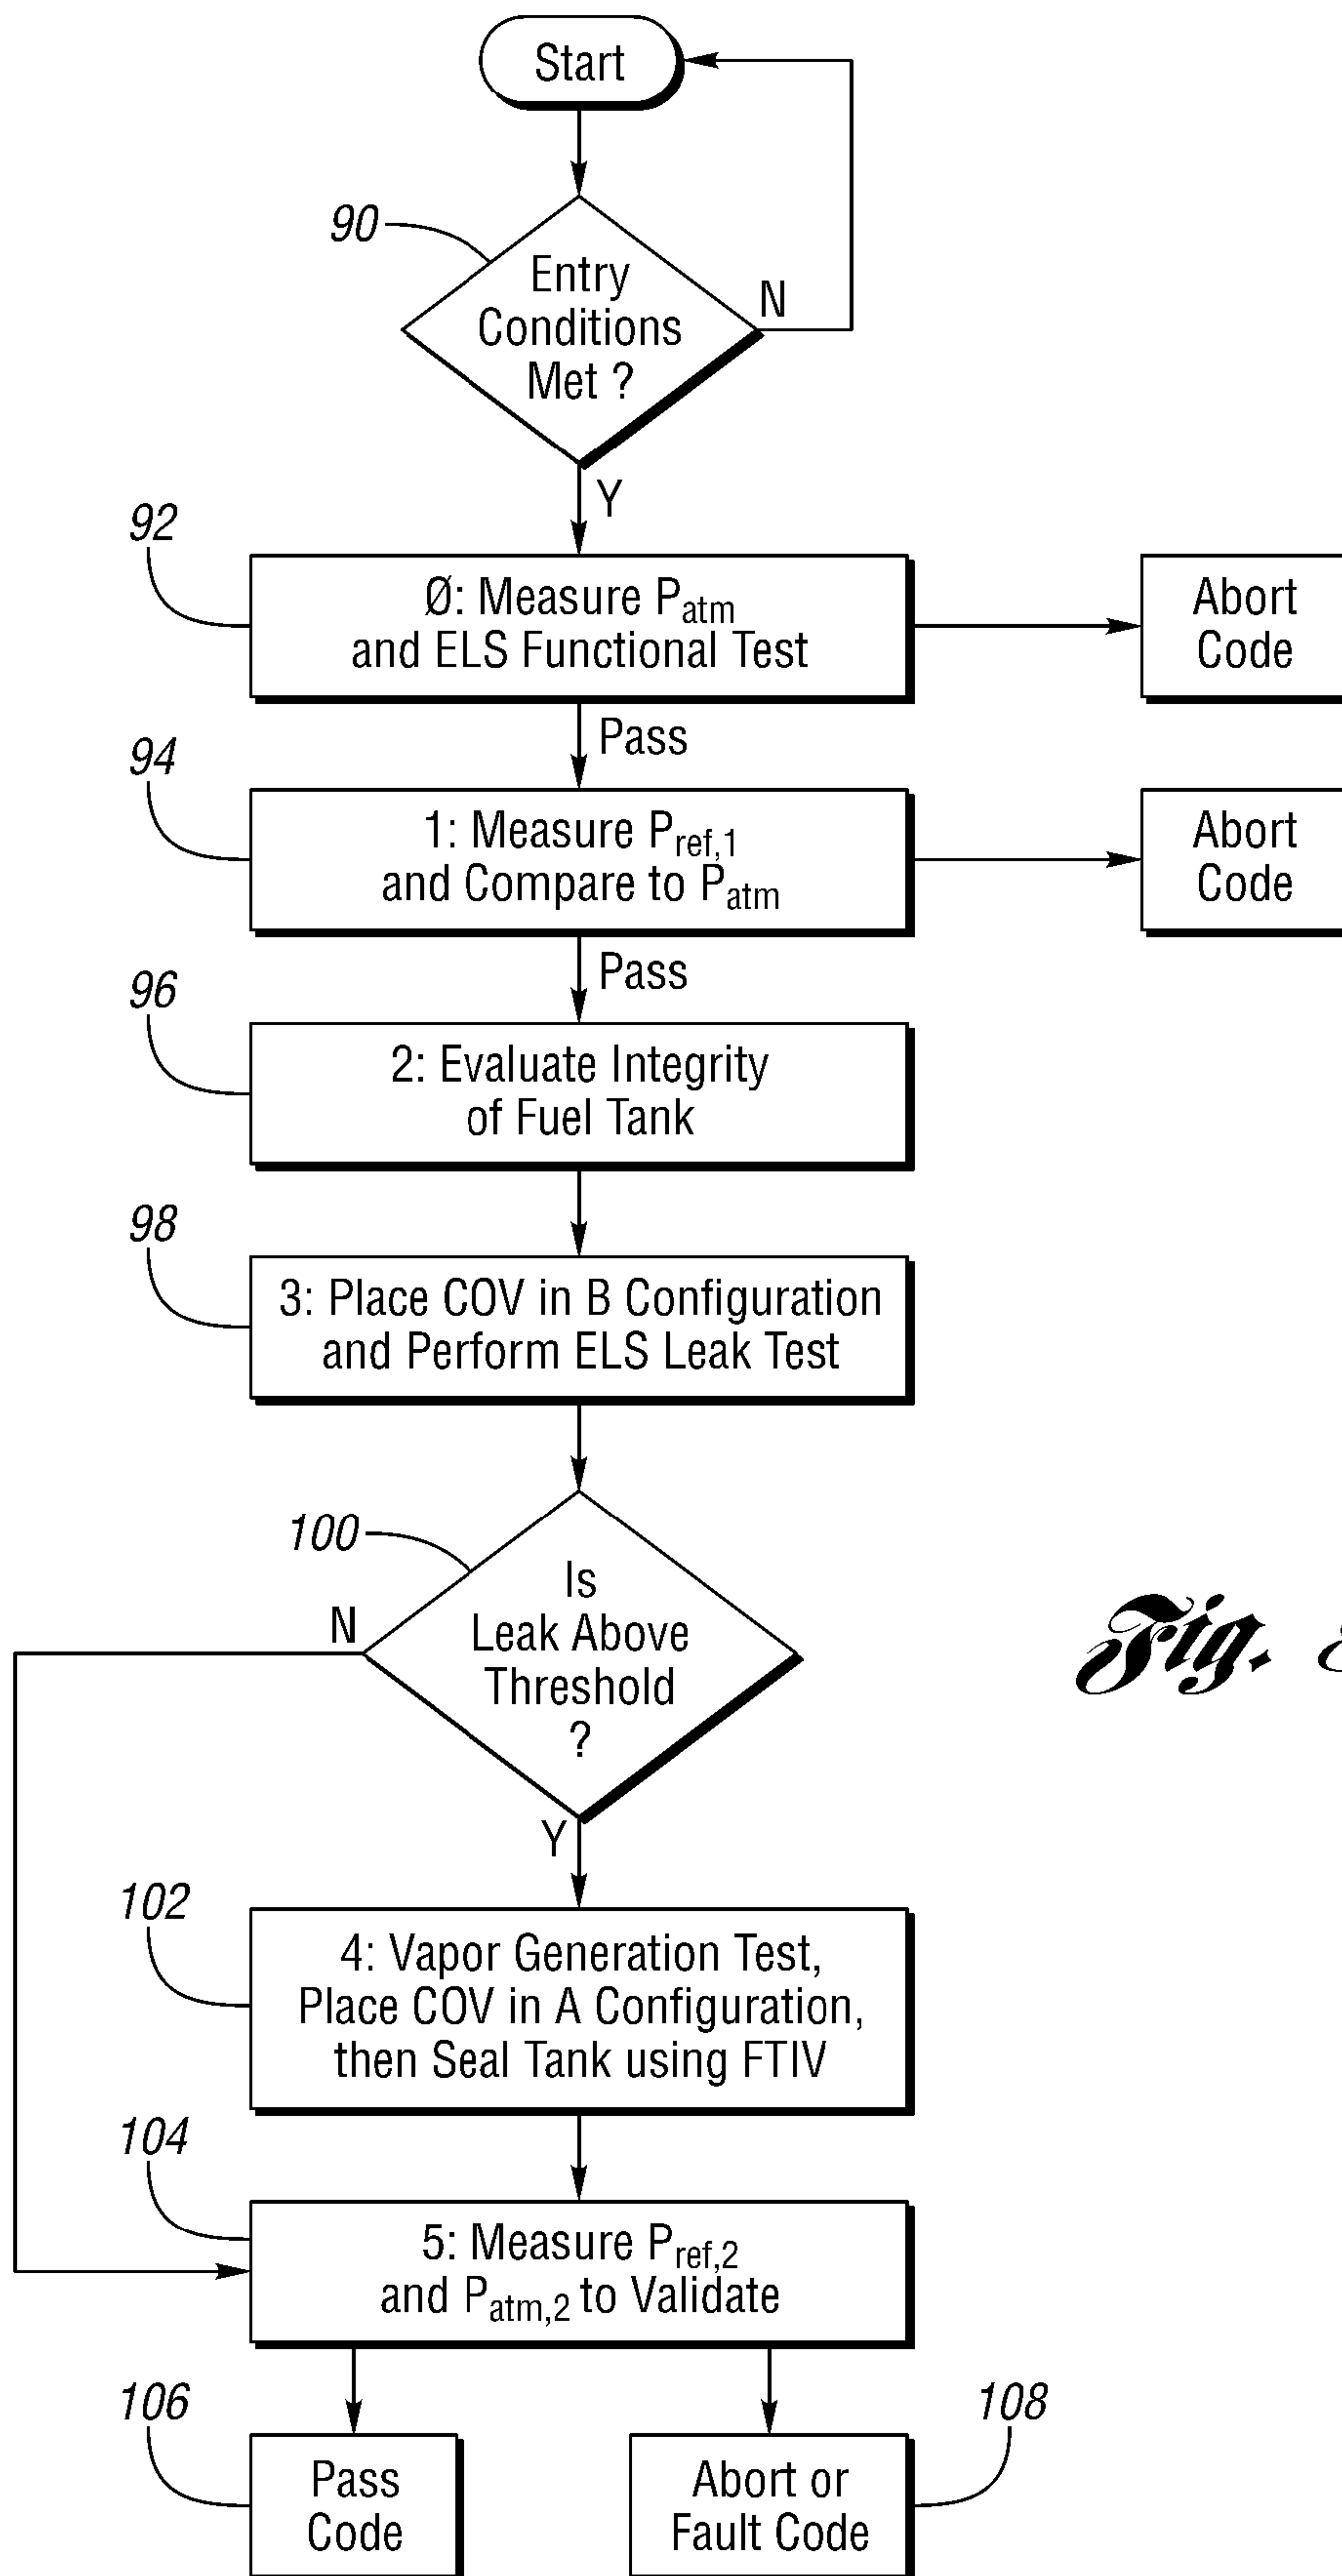 Start
90
Entry
Conditions
Met ?
N
Y
92
Ø: Measure Patm
and ELS Functional Test
Abort
Code
Pass
94
1: Measure Pref,1
and Compare to Patm
Abort
Code
Pass
96
2: Evaluate Integrity
of Fuel Tank
98
3: Place COV in B Configuration
and Perform ELS Leak Test
100
Is
Leak Above
Threshold
?
N
Fig.
Y
102
4: Vapor Generation Test,
Place COV in A Configuration,
then Seal Tank using FTIV
104
5: Measure Pref,2
and Patm,2 to Validate
106
108
Pass
Code
Abort or
Fault Code